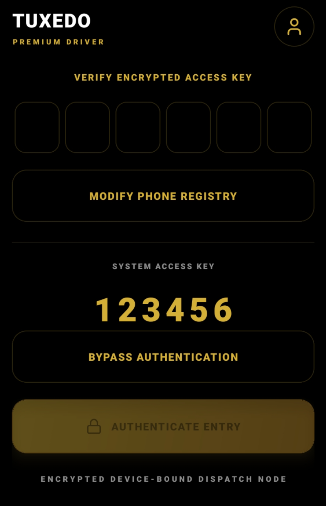 TUXEDO
PREMIUM DRIVER
VERIFY ENCRYPTED ACCESS KEY
MODIFY PHONE REGISTRY
SYSTEM ACCESS KEY
123456
BYPASS AUTHENTICATION
AUTHENTICATE ENTRY
ENCRYPTED DEVICE-BOUND DISPATCH NODE